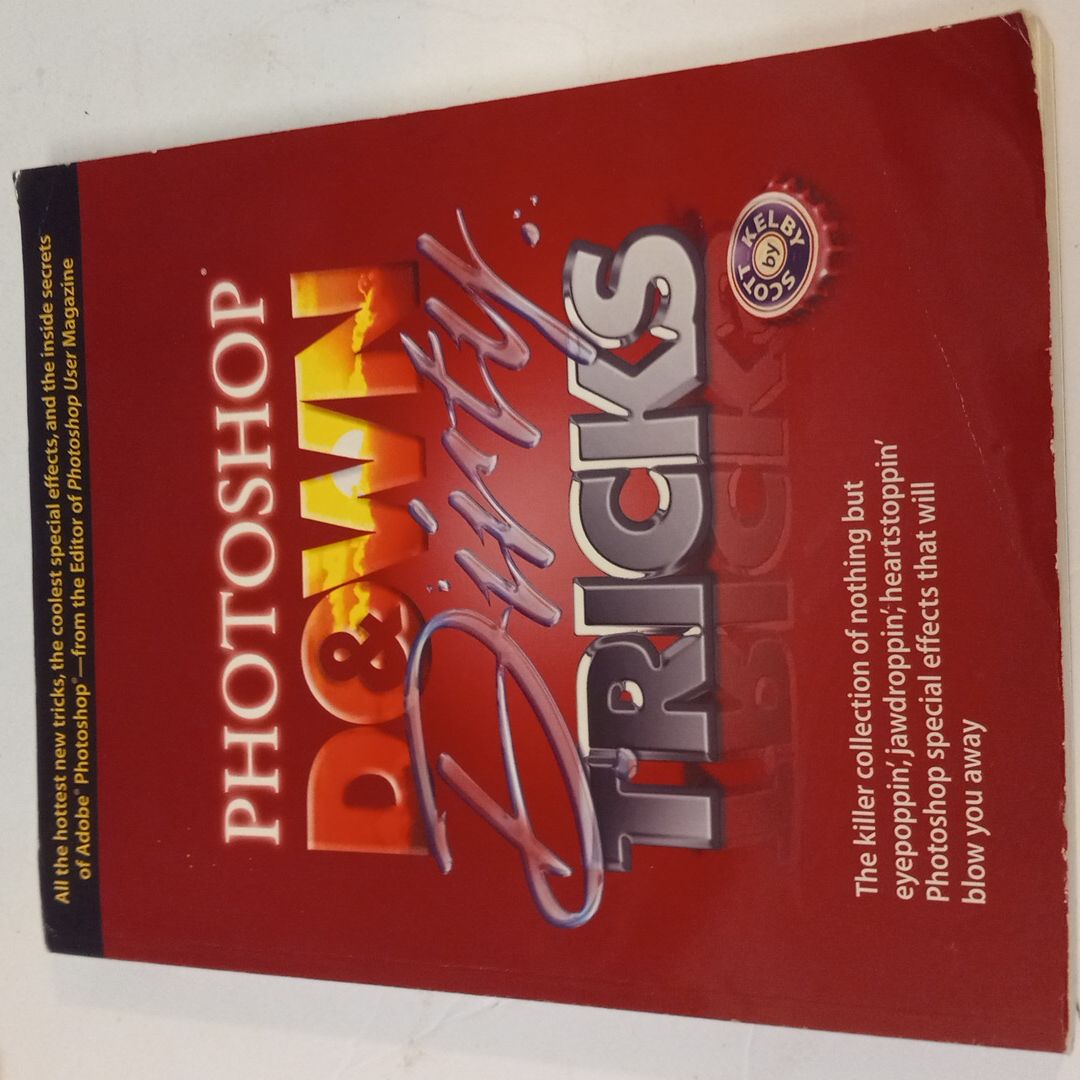 All the hottest new tricks, the coolest special effects, and the inside secrets
of Adobe® Photoshop®—from the Editor of Photoshop User Magazine
PHOTOSHOP®
DOWN
&
Dirty
TRICKS
SCOTT KELBY
by
The killer collection of nothing but
eyepoppin', jawdroppin', heartstoppin'
Photoshop special effects that will
blow you away